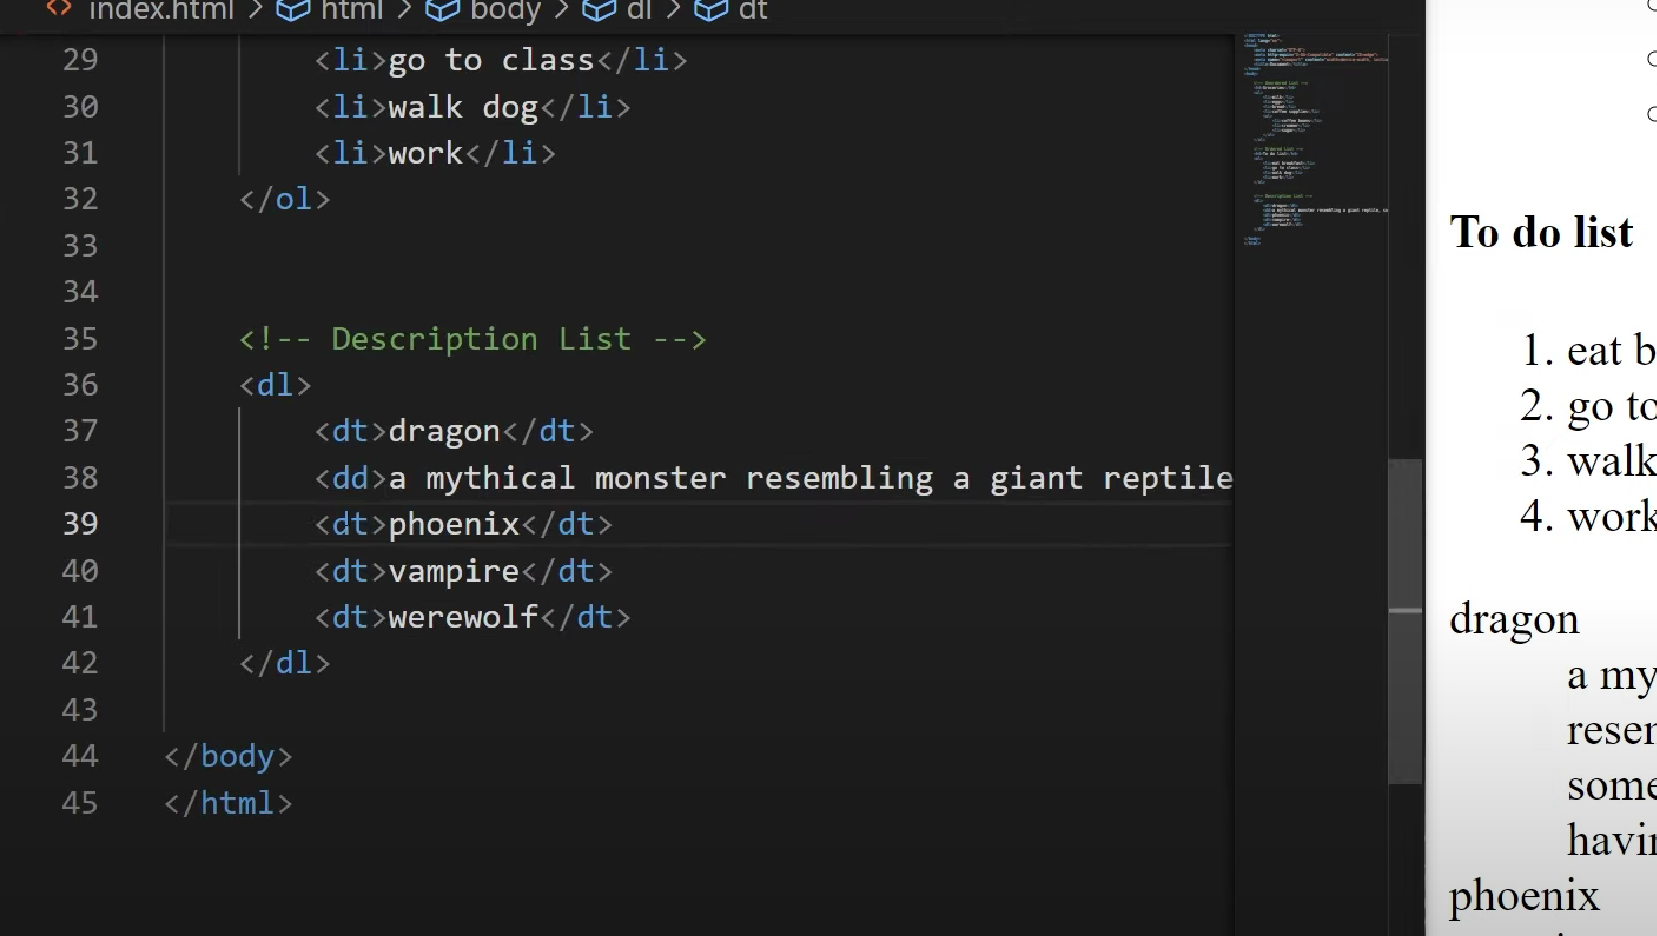 index.html > html > body > dl > dt
29 <li>go to class</li>
30 <li>walk dog</li>
31 <li>work</li>
32 </ol>
33
34
35 <!-- Description List -->
36 <dl>
37 <dt>dragon</dt>
38 <dd>a mythical monster resembling a giant reptile
39 <dt>phoenix</dt>
40 <dt>vampire</dt>
41 <dt>werewolf</dt>
42 </dl>
43
44 </body>
45 </html>
To do list
1. eat b
2. go to
3. walk
4. work
dragon
a my
resem
some
havin
phoenix